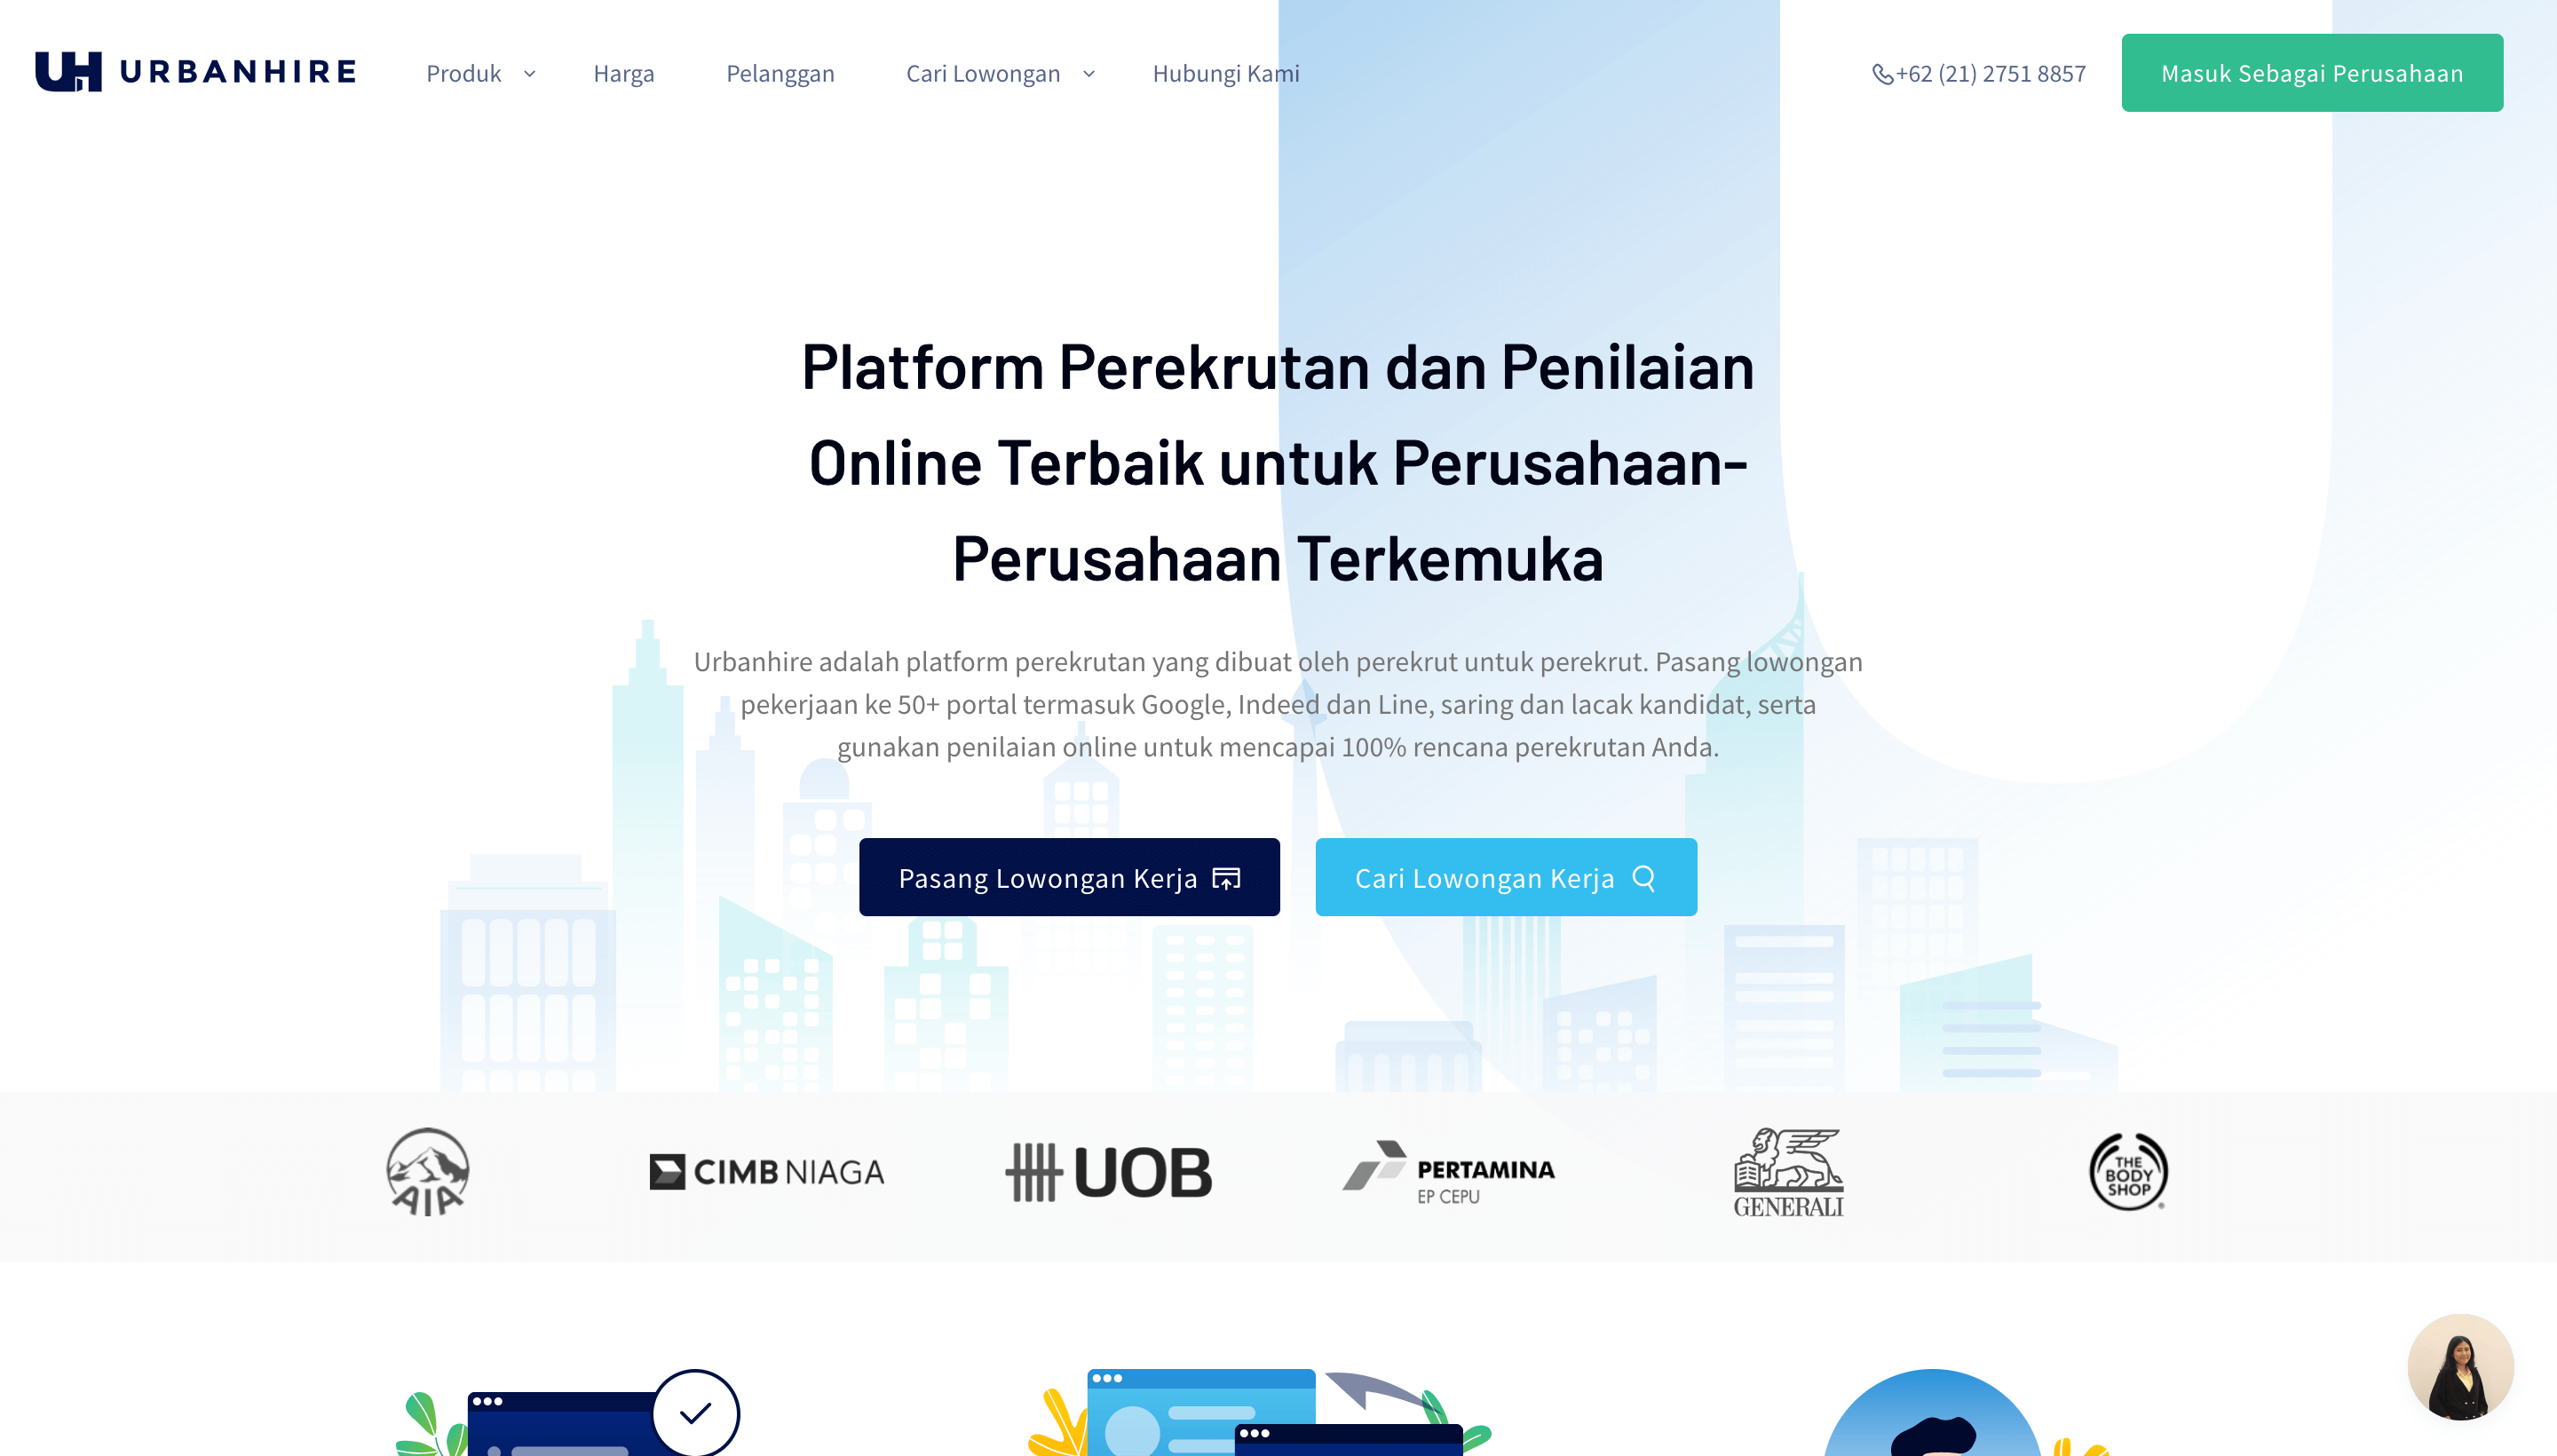 URBANHIRE
Produk
Harga
Pelanggan
Cari Lowongan
Hubungi Kami
+62 (21) 2751 8857
Masuk Sebagai Perusahaan
Platform Perekrutan dan Penilaian
Online Terbaik untuk Perusahaan-
Perusahaan Terkemuka
Urbanhire adalah platform perekrutan yang dibuat oleh perekrut untuk perekrut. Pasang lowongan
pekerjaan ke 50+ portal termasuk Google, Indeed dan Line, saring dan lacak kandidat, serta
gunakan penilaian online untuk mencapai 100% rencana perekrutan Anda.
Pasang Lowongan Kerja
Cari Lowongan Kerja
AIA
CIMB NIAGA
UOB
PERTAMINA
EP CEPU
GENERALI
THE
BODY
SHOP